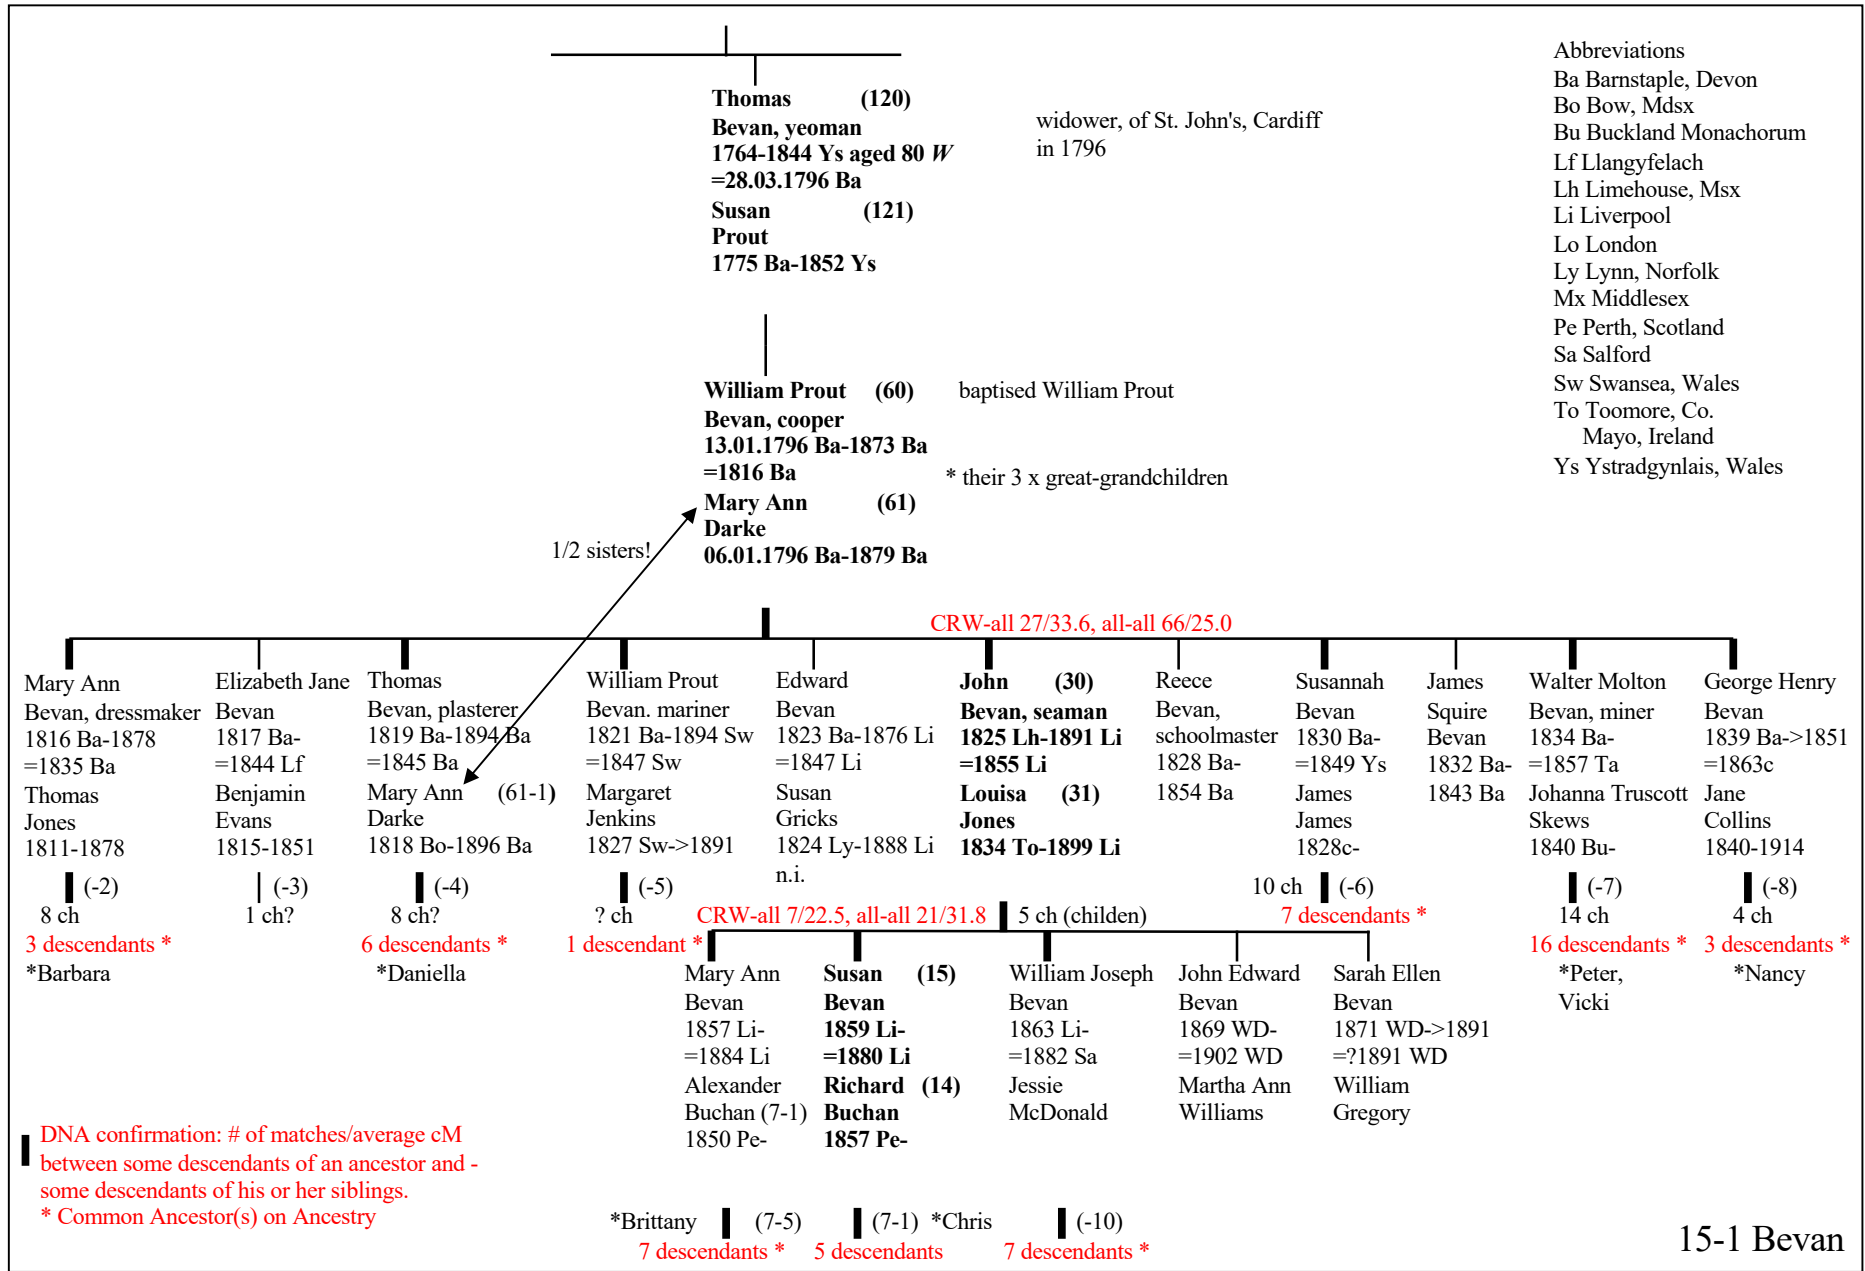 Thomas (120)
Bevan, yeoman
1764-1844 Ys aged 80 W
=28.03.1796 Ba
Susan (121)
Prout
1775 Ba-1852 Ys
widower, of St. John's, Cardiff
in 1796
Abbreviations
Ba Barnstaple, Devon
Bo Bow, Mdsx
Bu Buckland Monachorum
Lf Llangyfelach
Lh Limehouse, Msx
Li Liverpool
Lo London
Ly Lynn, Norfolk
Mx Middlesex
Pe Perth, Scotland
Sa Salford
Sw Swansea, Wales
To Toomore, Co.
Mayo, Ireland
Ys Ystradgynlais, Wales
William Prout (60)
Bevan, cooper
13.01.1796 Ba-1873 Ba
=1816 Ba
Mary Ann (61)
Darke
06.01.1796 Ba-1879 Ba
baptised William Prout
* their 3 x great-grandchildren
1/2 sisters!
CRW-all 27/33.6, all-all 66/25.0
Mary Ann
Bevan, dressmaker
1816 Ba-1878
=1835 Ba
Thomas
Jones
1811-1878
(-2)
8 ch
3 descendants *
*Barbara
Elizabeth Jane
Bevan
1817 Ba-
=1844 Lf
Benjamin
Evans
1815-1851
(-3)
1 ch?
Thomas
Bevan, plasterer
1819 Ba-1894 Ba
=1845 Ba
Mary Ann (61-1)
Darke
1818 Bo-1896 Ba
(-4)
8 ch?
6 descendants *
*Daniella
William Prout
Bevan. mariner
1821 Ba-1894 Sw
=1847 Sw
Margaret
Jenkins
1827 Sw->1891
(-5)
? ch
1 descendant *
Edward
Bevan
1823 Ba-1876 Li
=1847 Li
Susan
Gricks
1824 Ly-1888 Li
n.i.
John (30)
Bevan, seaman
1825 Lh-1891 Li
=1855 Li
Louisa (31)
Jones
1834 To-1899 Li
Reece
Bevan,
schoolmaster
1828 Ba-
1854 Ba
Susannah
Bevan
1830 Ba-
=1849 Ys
James
James
1828c-
10 ch (-6)
7 descendants *
James
Squire
Bevan
1832 Ba-
1843 Ba
Walter Molton
Bevan, miner
1834 Ba-
=1857 Ta
Johanna Truscott
Skews
1840 Bu-
(-7)
14 ch
16 descendants *
*Peter,
Vicki
George Henry
Bevan
1839 Ba->1851
=1863c
Jane
Collins
1840-1914
(-8)
4 ch
3 descendants *
*Nancy
CRW-all 7/22.5, all-all 21/31.8
5 ch (childen)
Mary Ann
Bevan
1857 Li-
=1884 Li
Alexander
Buchan (7-1)
1850 Pe-
Susan (15)
Bevan
1859 Li-
=1880 Li
Richard (14)
Buchan
1857 Pe-
William Joseph
Bevan
1863 Li-
=1882 Sa
Jessie
McDonald
John Edward
Bevan
1869 WD-
=1902 WD
Martha Ann
Williams
Sarah Ellen
Bevan
1871 WD->1891
=?1891 WD
William
Gregory
DNA confirmation: # of matches/average cM
between some descendants of an ancestor and -
some descendants of his or her siblings.
* Common Ancestor(s) on Ancestry
*Brittany (7-5) (7-1) *Chris (-10)
7 descendants * 5 descendants 7 descendants *
15-1 Bevan